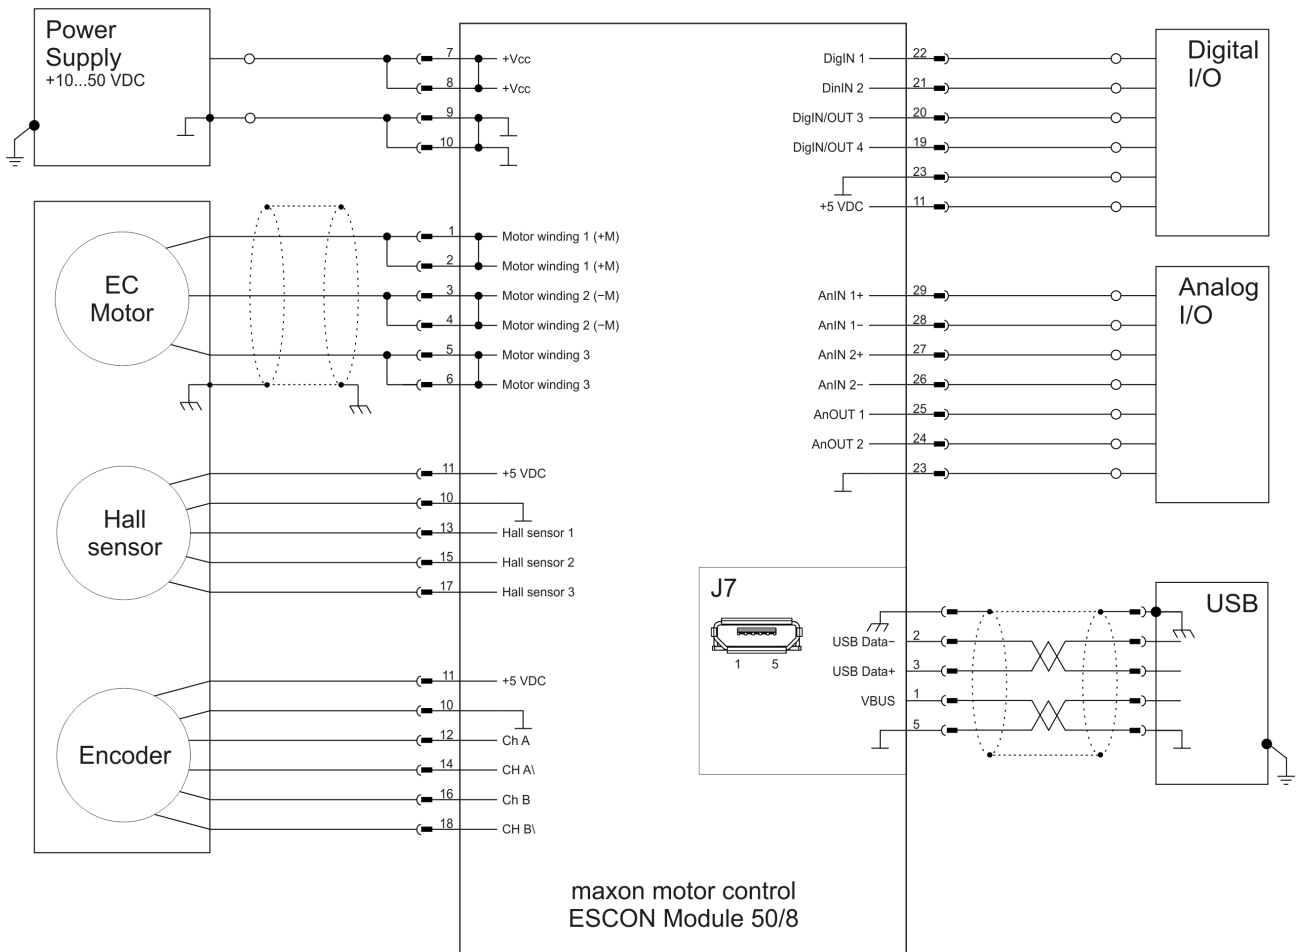 Power
Supply
+10...50 VDC
7 +Vcc
8 +Vcc
9
10
EC
Motor
1 Motor winding 1 (+M)
2 Motor winding 1 (+M)
3 Motor winding 2 (−M)
4 Motor winding 2 (−M)
5 Motor winding 3
6 Motor winding 3
Hall
sensor
11 +5 VDC
10
13 Hall sensor 1
15 Hall sensor 2
17 Hall sensor 3
Encoder
11 +5 VDC
10
12 Ch A
14 CH A\
16 Ch B
18 CH B\
DigIN 1 22
DinIN 2 21
DigIN/OUT 3 20
DigIN/OUT 4 19
23
+5 VDC 11
Digital
I/O
AnIN 1+ 29
AnIN 1− 28
AnIN 2+ 27
AnIN 2− 26
AnOUT 1 25
AnOUT 2 24
23
Analog
I/O
J7
1 5
USB Data− 2
USB Data+ 3
VBUS 1
5
USB
maxon motor control
ESCON Module 50/8